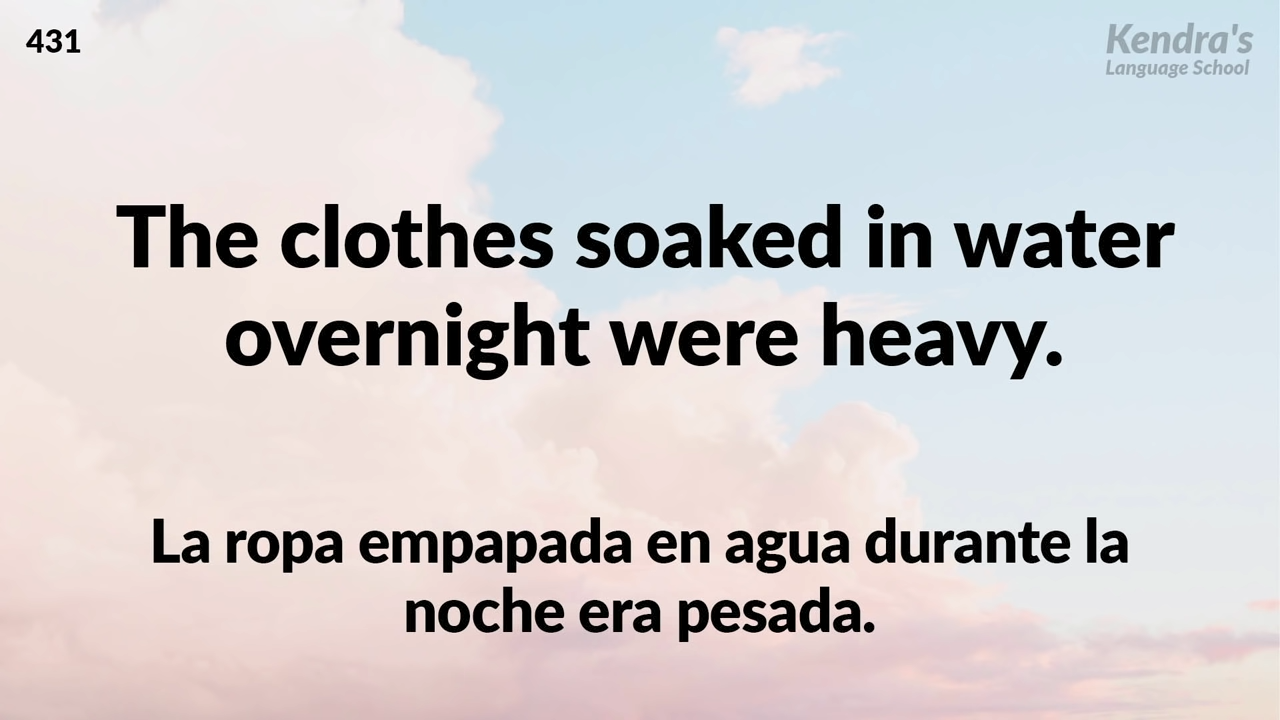 431
Kendra's
Language School
The clothes soaked in water
overnight were heavy.
La ropa empapada en agua durante la
noche era pesada.